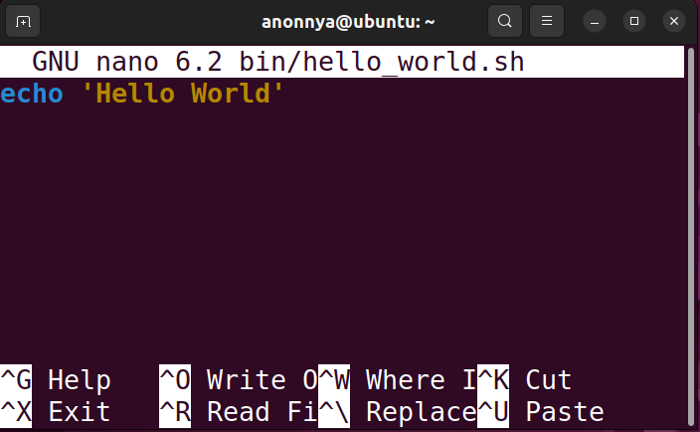 anonnya@ubuntu: ~
GNU nano 6.2 bin/hello_world.sh
echo 'Hello World'
^G Help ^O Write O^W Where I^K Cut
^X Exit ^R Read Fi^\ Replace^U Paste